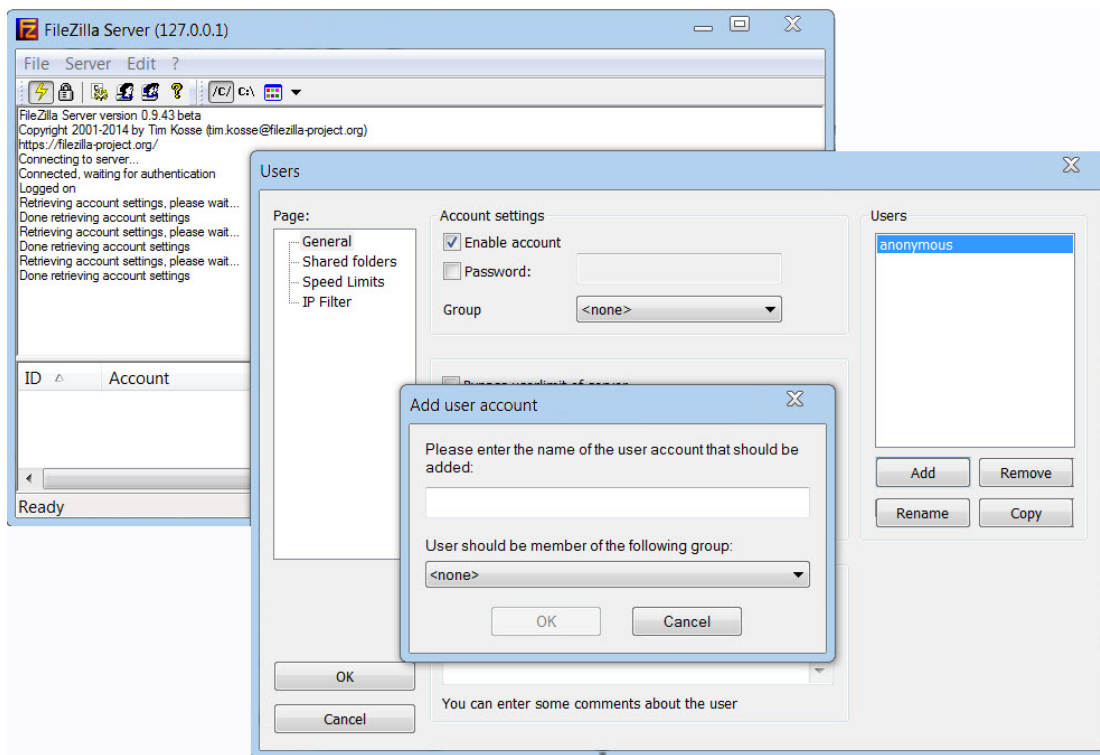 FileZilla Server (127.0.0.1)
File Server Edit ?
/C/ C:\
FileZilla Server version 0.9.43 beta
Copyright 2001-2014 by Tim Kosse (tim.kosse@filezilla-project.org)
https://filezilla-project.org/
Connecting to server...
Connected, waiting for authentication
Logged on
Retrieving account settings, please wait...
Done retrieving account settings
Retrieving account settings, please wait...
Done retrieving account settings
Retrieving account settings, please wait...
Done retrieving account settings
ID Account
Ready
Users
Page:
General
Shared folders
Speed Limits
IP Filter
OK
Cancel
Account settings
Enable account
Password:
Group <none>
Bypass userlimit of server
You can enter some comments about the user
Users
anonymous
Add Remove
Rename Copy
Add user account
Please enter the name of the user account that should be
added:
User should be member of the following group:
<none>
OK Cancel